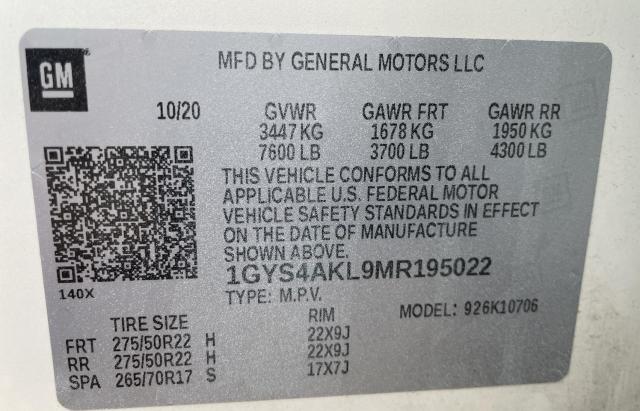 GM
MFD BY GENERAL MOTORS LLC
10/20 GVWR GAWR FRT GAWR RR
3447 KG 1678 KG 1950 KG
7600 LB 3700 LB 4300 LB
THIS VEHICLE CONFORMS TO ALL
APPLICABLE U.S. FEDERAL MOTOR
VEHICLE SAFETY STANDARDS IN EFFECT
ON THE DATE OF MANUFACTURE
SHOWN ABOVE.
1GYS4AKL9MR195022
140X
TYPE: M.P.V. MODEL: 926K10706
TIRE SIZE RIM
FRT 275/50R22 H 22X9J
RR 275/50R22 H 22X9J
SPA 265/70R17 S 17X7J